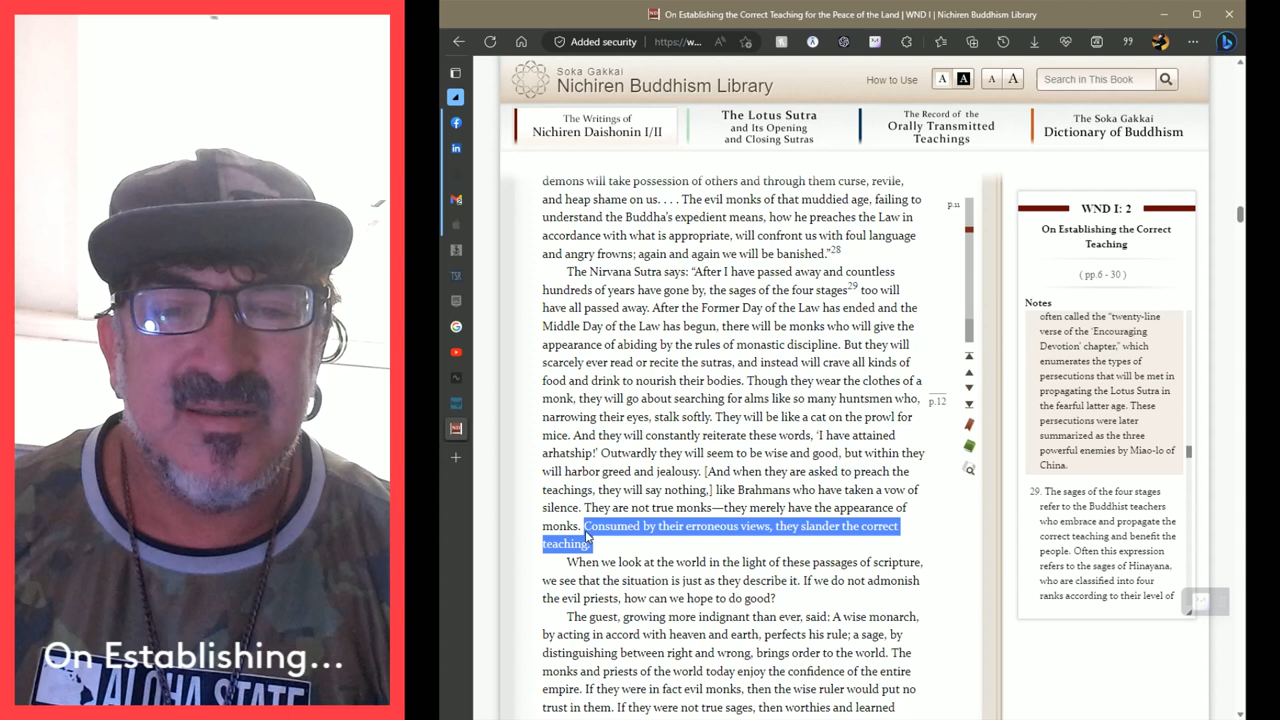 On Establishing...
ALOHA STATE
On Establishing the Correct Teaching for the Peace of the Land | WND I | Nichiren Buddhism Library
Added security
https://w...
Soka Gakkai
Nichiren Buddhism Library
How to Use
A A
A A
Search in This Book
The Writings of
Nichiren Daishonin I/II
The Lotus Sutra
and Its Opening
and Closing Sutras
The Record of the
Orally Transmitted
Teachings
The Soka Gakkai
Dictionary of Buddhism
demons will take possession of others and through them curse, revile,
and heap shame on us. . . . The evil monks of that muddied age, failing to
understand the Buddha’s expedient means, how he preaches the Law in
accordance with what is appropriate, will confront us with foul language
and angry frowns; again and again we will be banished.”28
The Nirvana Sutra says: “After I have passed away and countless
hundreds of years have gone by, the sages of the four stages29 too will
have all passed away. After the Former Day of the Law has ended and the
Middle Day of the Law has begun, there will be monks who will give the
appearance of abiding by the rules of monastic discipline. But they will
scarcely ever read or recite the sutras, and instead will crave all kinds of
food and drink to nourish their bodies. Though they wear the clothes of a
monk, they will go about searching for alms like so many huntsmen who,
narrowing their eyes, stalk softly. They will be like a cat on the prowl for
mice. And they will constantly reiterate these words, ‘I have attained
arhatship!’ Outwardly they will seem to be wise and good, but within they
will harbor greed and jealousy. [And when they are asked to preach the
teachings, they will say nothing,] like Brahmans who have taken a vow of
silence. They are not true monks—they merely have the appearance of
monks. Consumed by their erroneous views, they slander the correct
teaching.
When we look at the world in the light of these passages of scripture,
we see that the situation is just as they describe it. If we do not admonish
the evil priests, how can we hope to do good?
The guest, growing more indignant than ever, said: A wise monarch,
by acting in accord with heaven and earth, perfects his rule; a sage, by
distinguishing between right and wrong, brings order to the world. The
monks and priests of the world today enjoy the confidence of the entire
empire. If they were in fact evil monks, then the wise ruler would put no
trust in them. If they were not true sages, then worthies and learned
p.11
p.12
WND I: 2
On Establishing the Correct
Teaching
( pp.6 - 30 )
Notes
often called the “twenty-line
verse of the ‘Encouraging
Devotion’ chapter,” which
enumerates the types of
persecutions that will be met in
propagating the Lotus Sutra in
the fearful latter age. These
persecutions were later
summarized as the three
powerful enemies by Miao-lo of
China.
29. The sages of the four stages
refer to the Buddhist teachers
who embrace and propagate the
correct teaching and benefit the
people. Often this expression
refers to the sages of Hinayana,
who are classified into four
ranks according to their level of